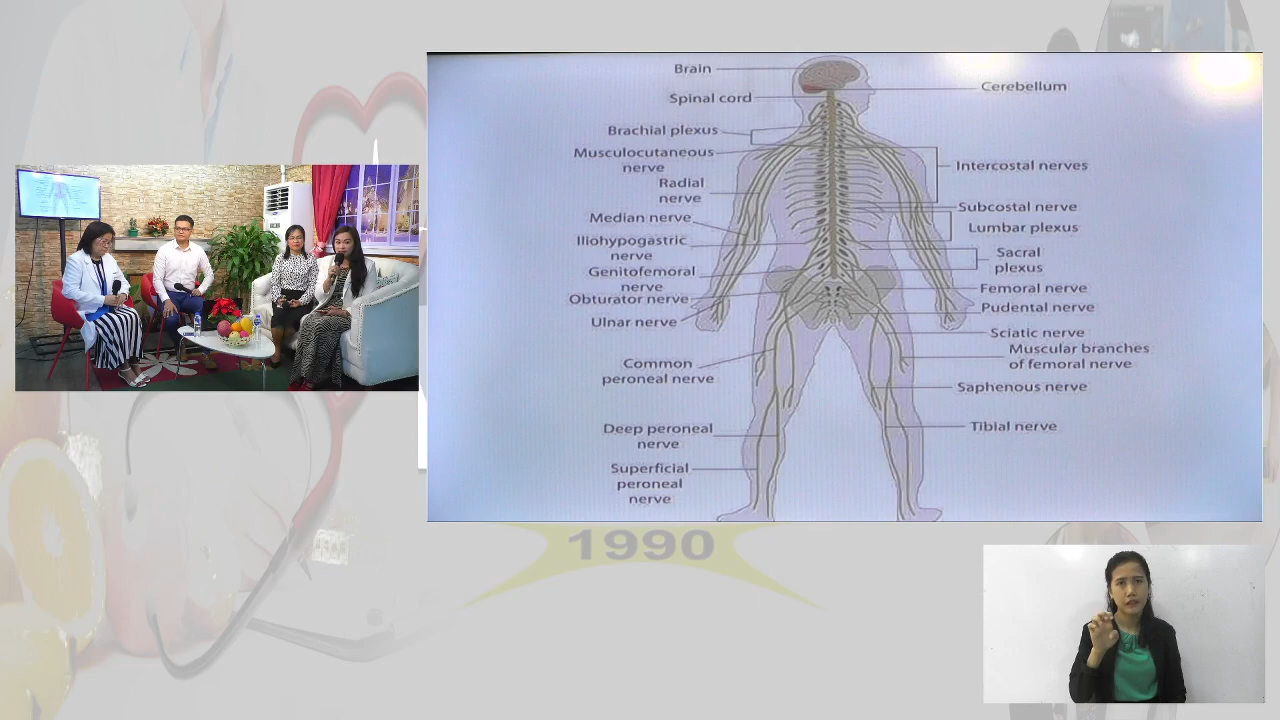 Brain
Spinal cord
Brachial plexus
Musculocutaneous
nerve
Radial
nerve
Median nerve
Iliohypogastric
nerve
Genitofemoral
nerve
Obturator nerve
Ulnar nerve
Common
peroneal nerve
Deep peroneal
nerve
Superficial
peroneal
nerve
Cerebellum
Intercostal nerves
Subcostal nerve
Lumbar plexus
Sacral
plexus
Femoral nerve
Pudental nerve
Sciatic nerve
Muscular branches
of femoral nerve
Saphenous nerve
Tibial nerve
1990